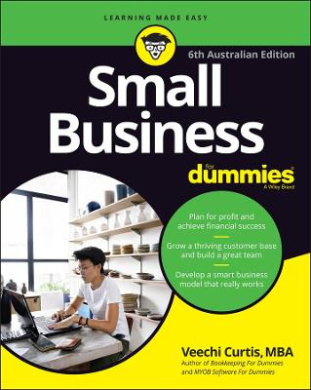 LEARNING MADE EASY
6th Australian Edition
Small
Business
for
dummies®
A Wiley Brand
Plan for profit and
achieve financial success
Grow a thriving customer base
and build a great team
Develop a smart business
model that really works
Veechi Curtis, MBA
Author of Bookkeeping For Dummies
and MYOB Software For Dummies